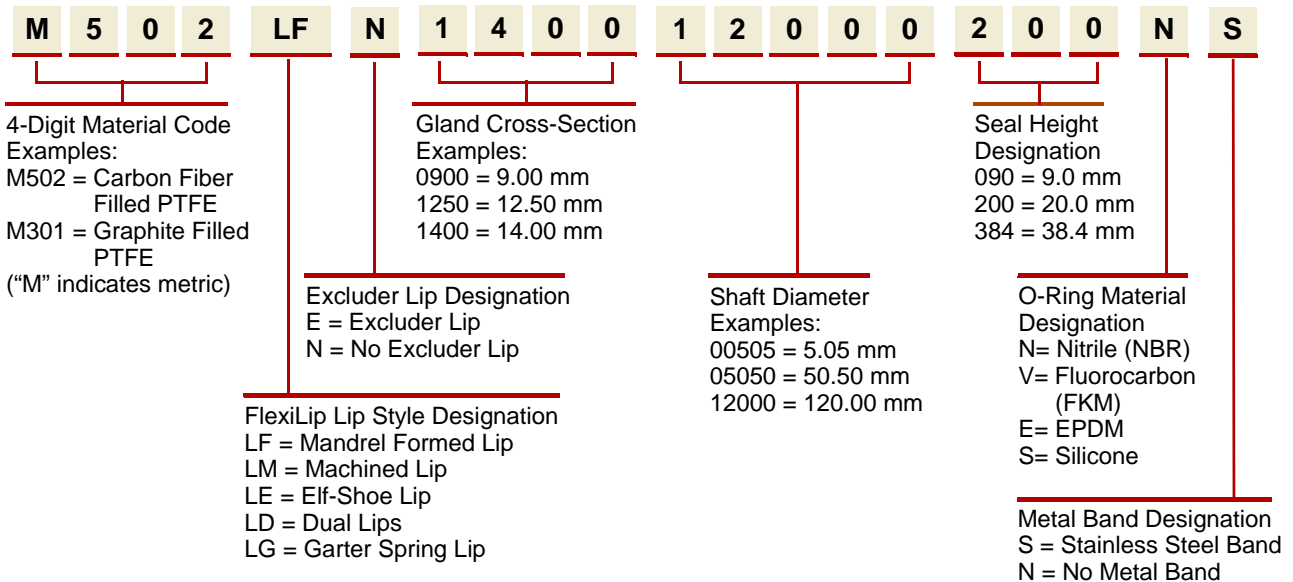 M 5 0 2 LF N 1 4 0 0 1 2 0 0 0 2 0 0 N S
4-Digit Material Code
Examples:
M502 = Carbon Fiber
Filled PTFE
M301 = Graphite Filled
PTFE
(“M” indicates metric)
Gland Cross-Section
Examples:
0900 = 9.00 mm
1250 = 12.50 mm
1400 = 14.00 mm
Seal Height
Designation
090 = 9.0 mm
200 = 20.0 mm
384 = 38.4 mm
Excluder Lip Designation
E = Excluder Lip
N = No Excluder Lip
Shaft Diameter
Examples:
00505 = 5.05 mm
05050 = 50.50 mm
12000 = 120.00 mm
O-Ring Material
Designation
N= Nitrile (NBR)
V= Fluorocarbon
(FKM)
E= EPDM
S= Silicone
FlexiLip Lip Style Designation
LF = Mandrel Formed Lip
LM = Machined Lip
LE = Elf-Shoe Lip
LD = Dual Lips
LG = Garter Spring Lip
Metal Band Designation
S = Stainless Steel Band
N = No Metal Band